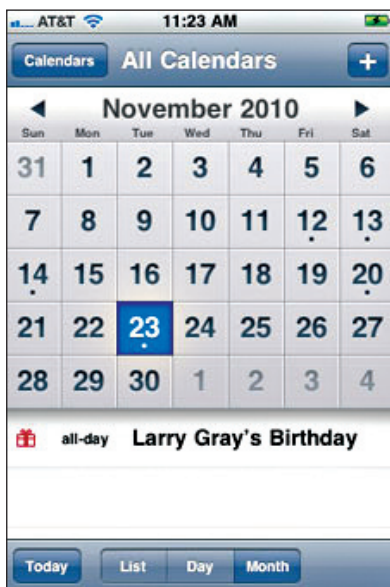 AT&T 11:23 AM
Calendars All Calendars +
November 2010
Sun Mon Tue Wed Thu Fri Sat
31 1 2 3 4 5 6
7 8 9 10 11 12 13
14 15 16 17 18 19 20
21 22 23 24 25 26 27
28 29 30 1 2 3 4
all-day Larry Gray's Birthday
Today List Day Month